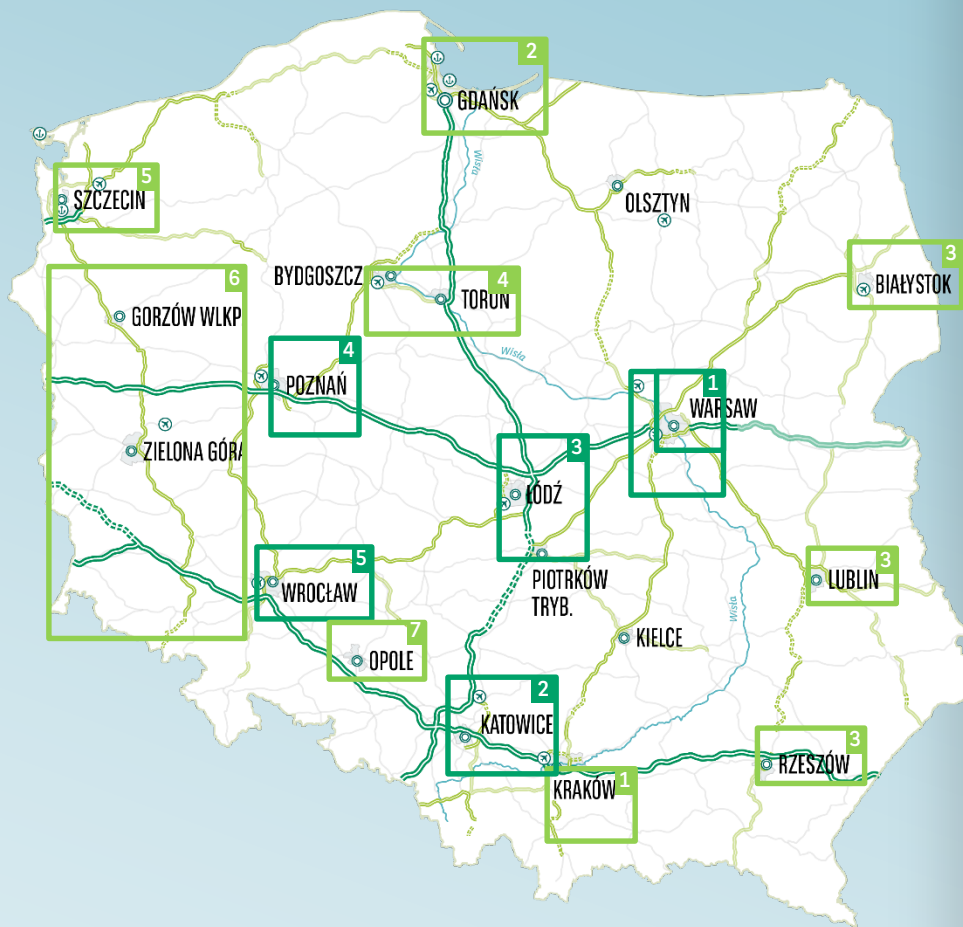 2
GDAŃSK
Wisła
5
SZCZECIN
OLSZTYN
3
BIAŁYSTOK
6
BYDGOSZCZ
4
TORUŃ
GORZÓW WLKP
4
POZNAŃ
Wisła
1
WARSAW
ZIELONA GÓRA
3
ŁÓDŹ
5
WROCŁAW
PIOTRKÓW
TRYB.
3
LUBLIN
Wisła
7
OPOLE
KIELCE
2
KATOWICE
3
RZESZÓW
1
KRAKÓW